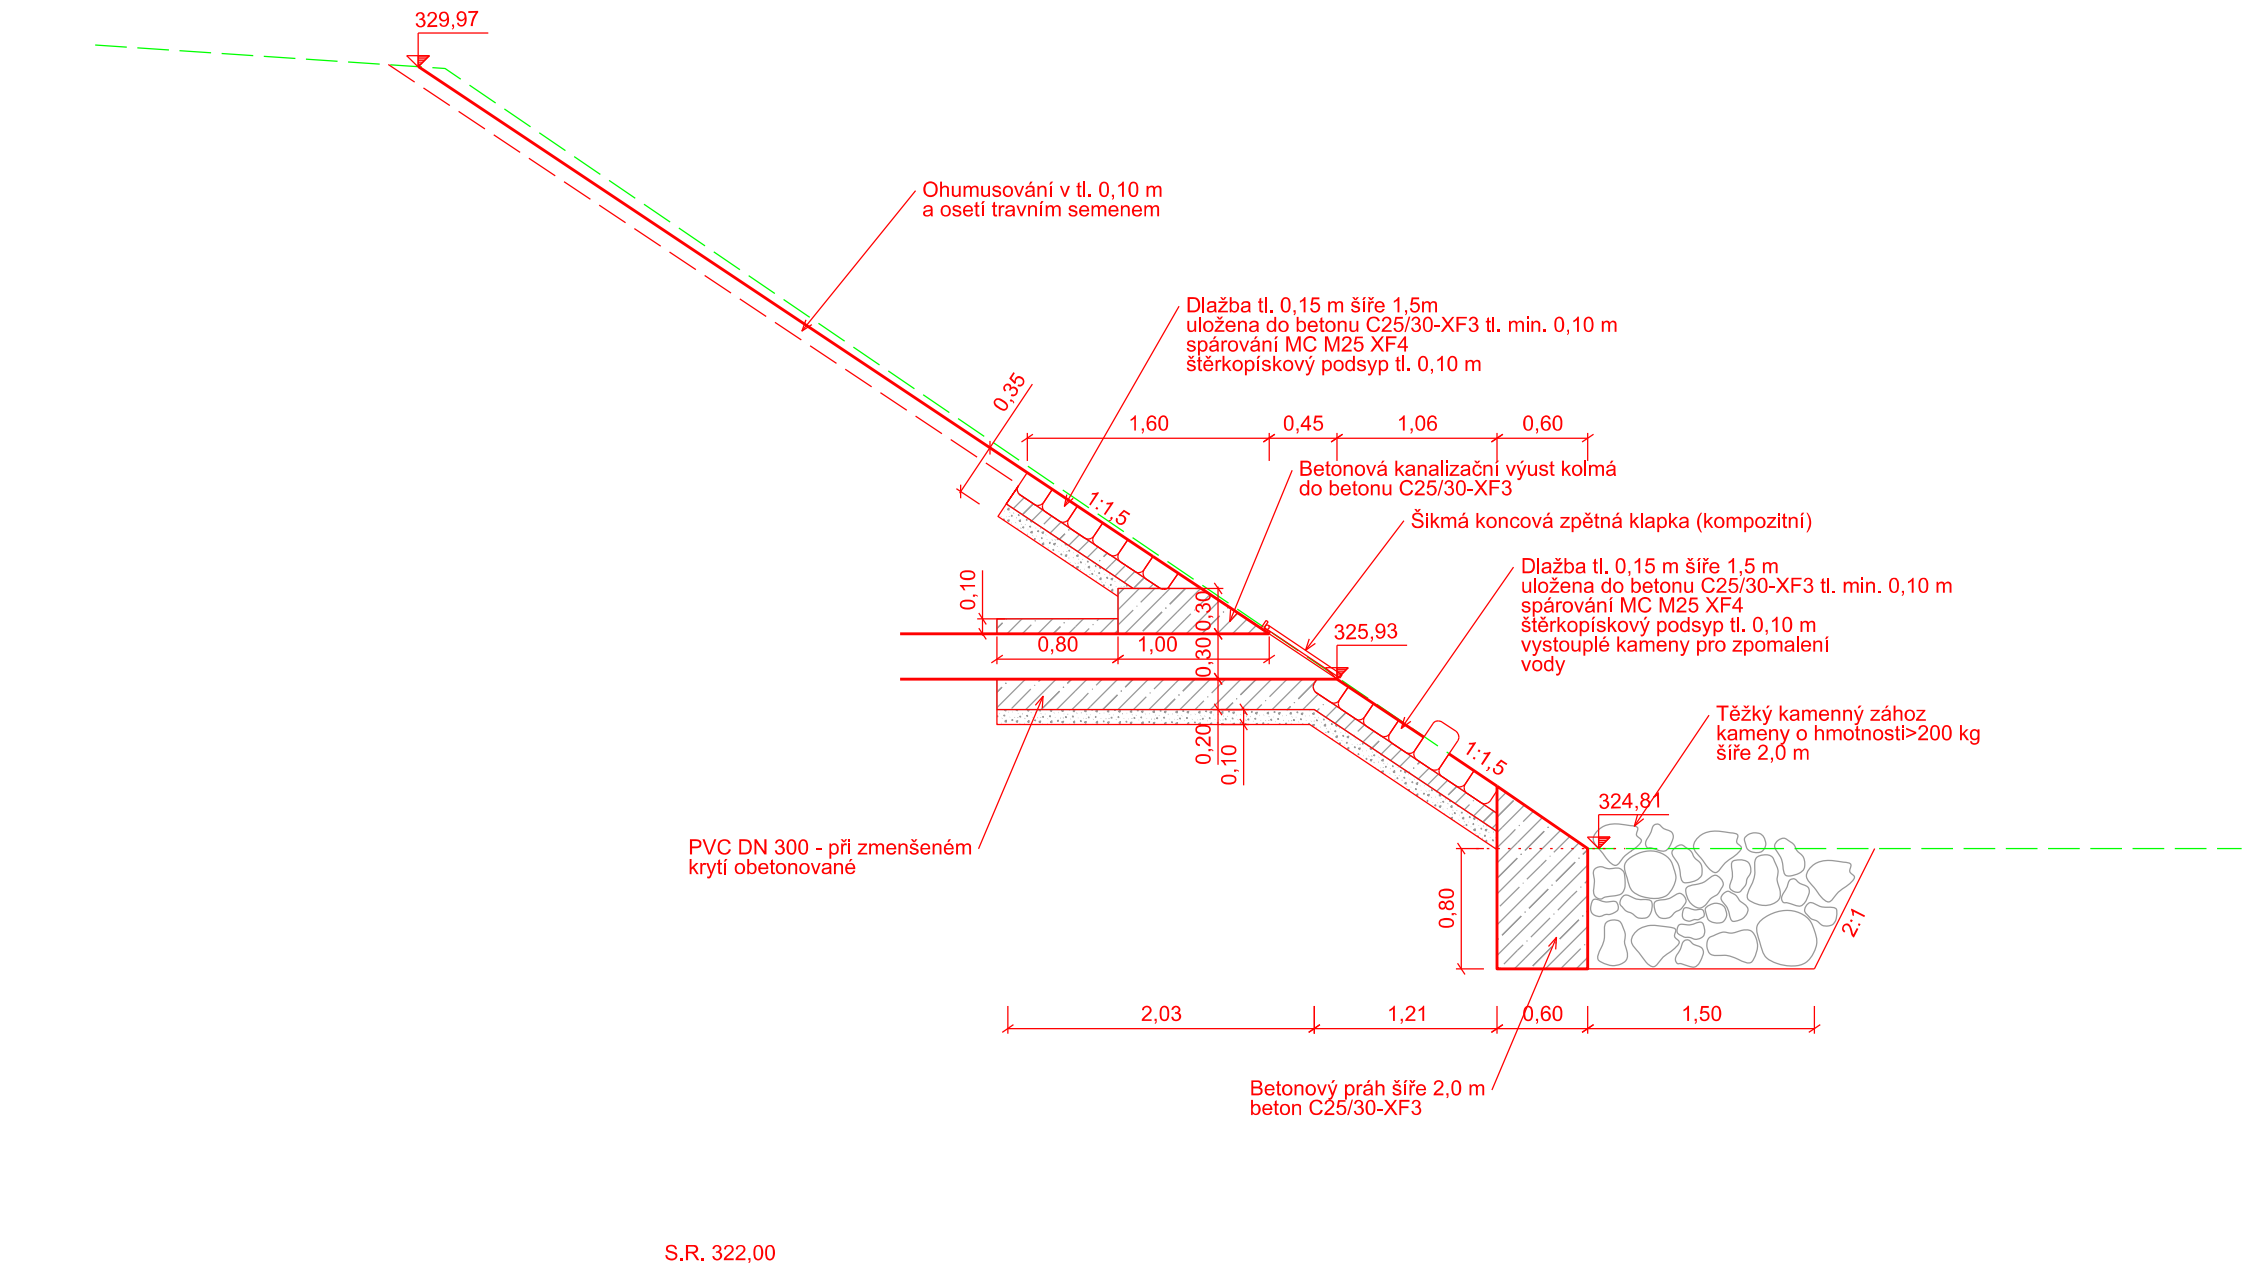 329,97
Ohumusování v tl. 0,10 m
a osetí travním semenem
Dlažba tl. 0,15 m šíře 1,5m
uložena do betonu C25/30-XF3 tl. min. 0,10 m
spárování MC M25 XF4
štěrkopískový podsyp tl. 0,10 m
0,35
1,60
0,45
1,06
0,60
Betonová kanalizační výust kolmá
do betonu C25/30-XF3
1:1,5
Šikmá koncová zpětná klapka (kompozitní)
Dlažba tl. 0,15 m šíře 1,5 m
uložena do betonu C25/30-XF3 tl. min. 0,10 m
spárování MC M25 XF4
štěrkopískový podsyp tl. 0,10 m
vystouplé kameny pro zpomalení
vody
0,10
0,30
325,93
0,80
1,00
0,30
0,20
0,10
1:1,5
Těžký kamenný zához
kameny o hmotnosti>200 kg
šíře 2,0 m
324,81
PVC DN 300 - při zmenšeném
krytí obetonované
0,80
2:1
2,03
1,21
0,60
1,50
Betonový práh šíře 2,0 m
beton C25/30-XF3
S.R. 322,00